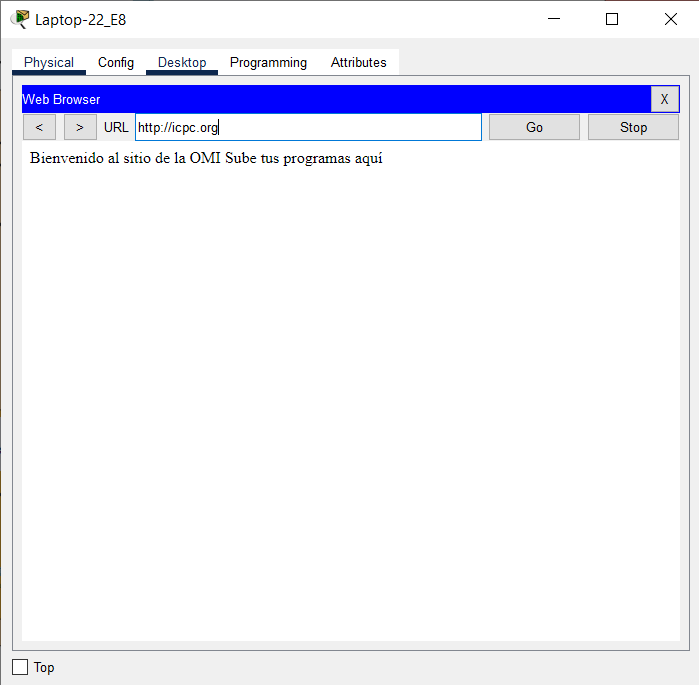 Laptop-22_E8
Physical Config Desktop Programming Attributes
Web Browser X
< > URL http://icpc.org Go Stop
Bienvenido al sitio de la OMI Sube tus programas aquí
Top